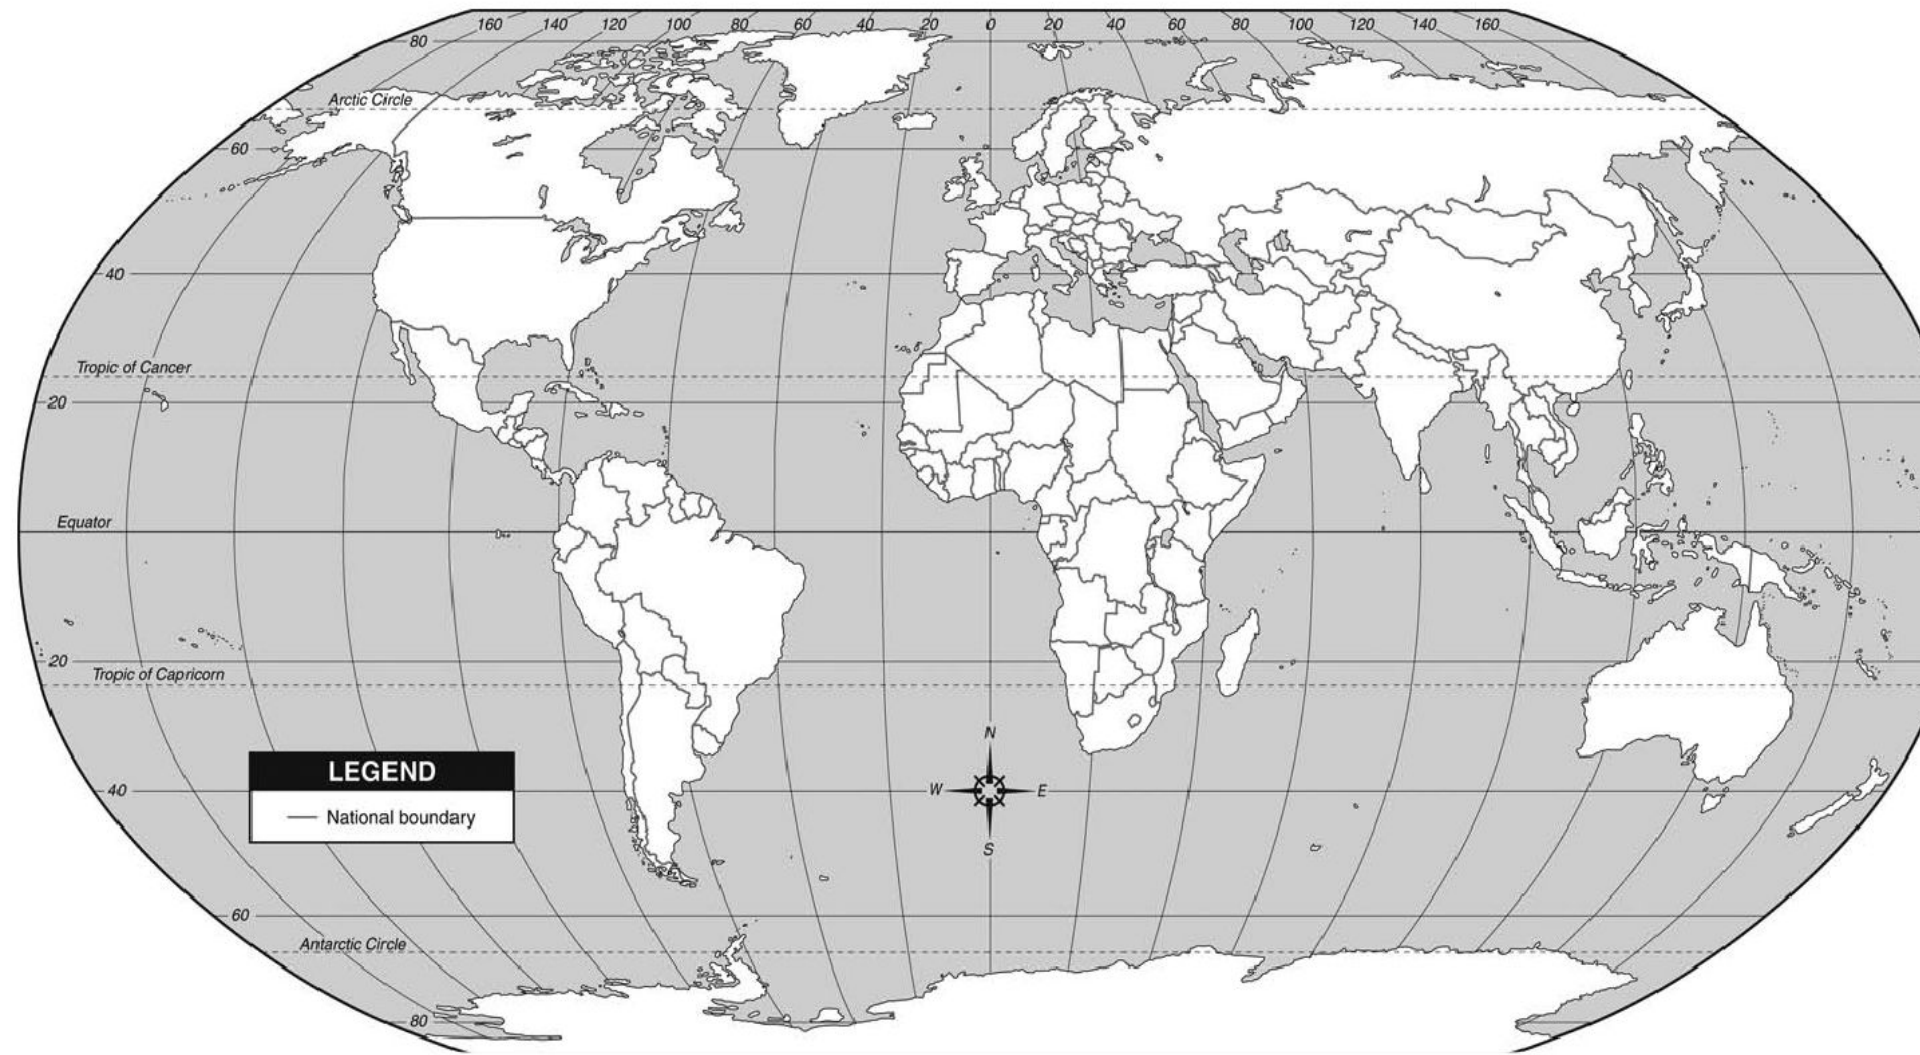 160 140 120 100 80 60 40 20 0 20 40 60 80 100 120 140 160
80
Arctic Circle
60
40
Tropic of Cancer
20
Equator
20
Tropic of Capricorn
N
W E
S
LEGEND
National boundary
40
60
Antarctic Circle
80